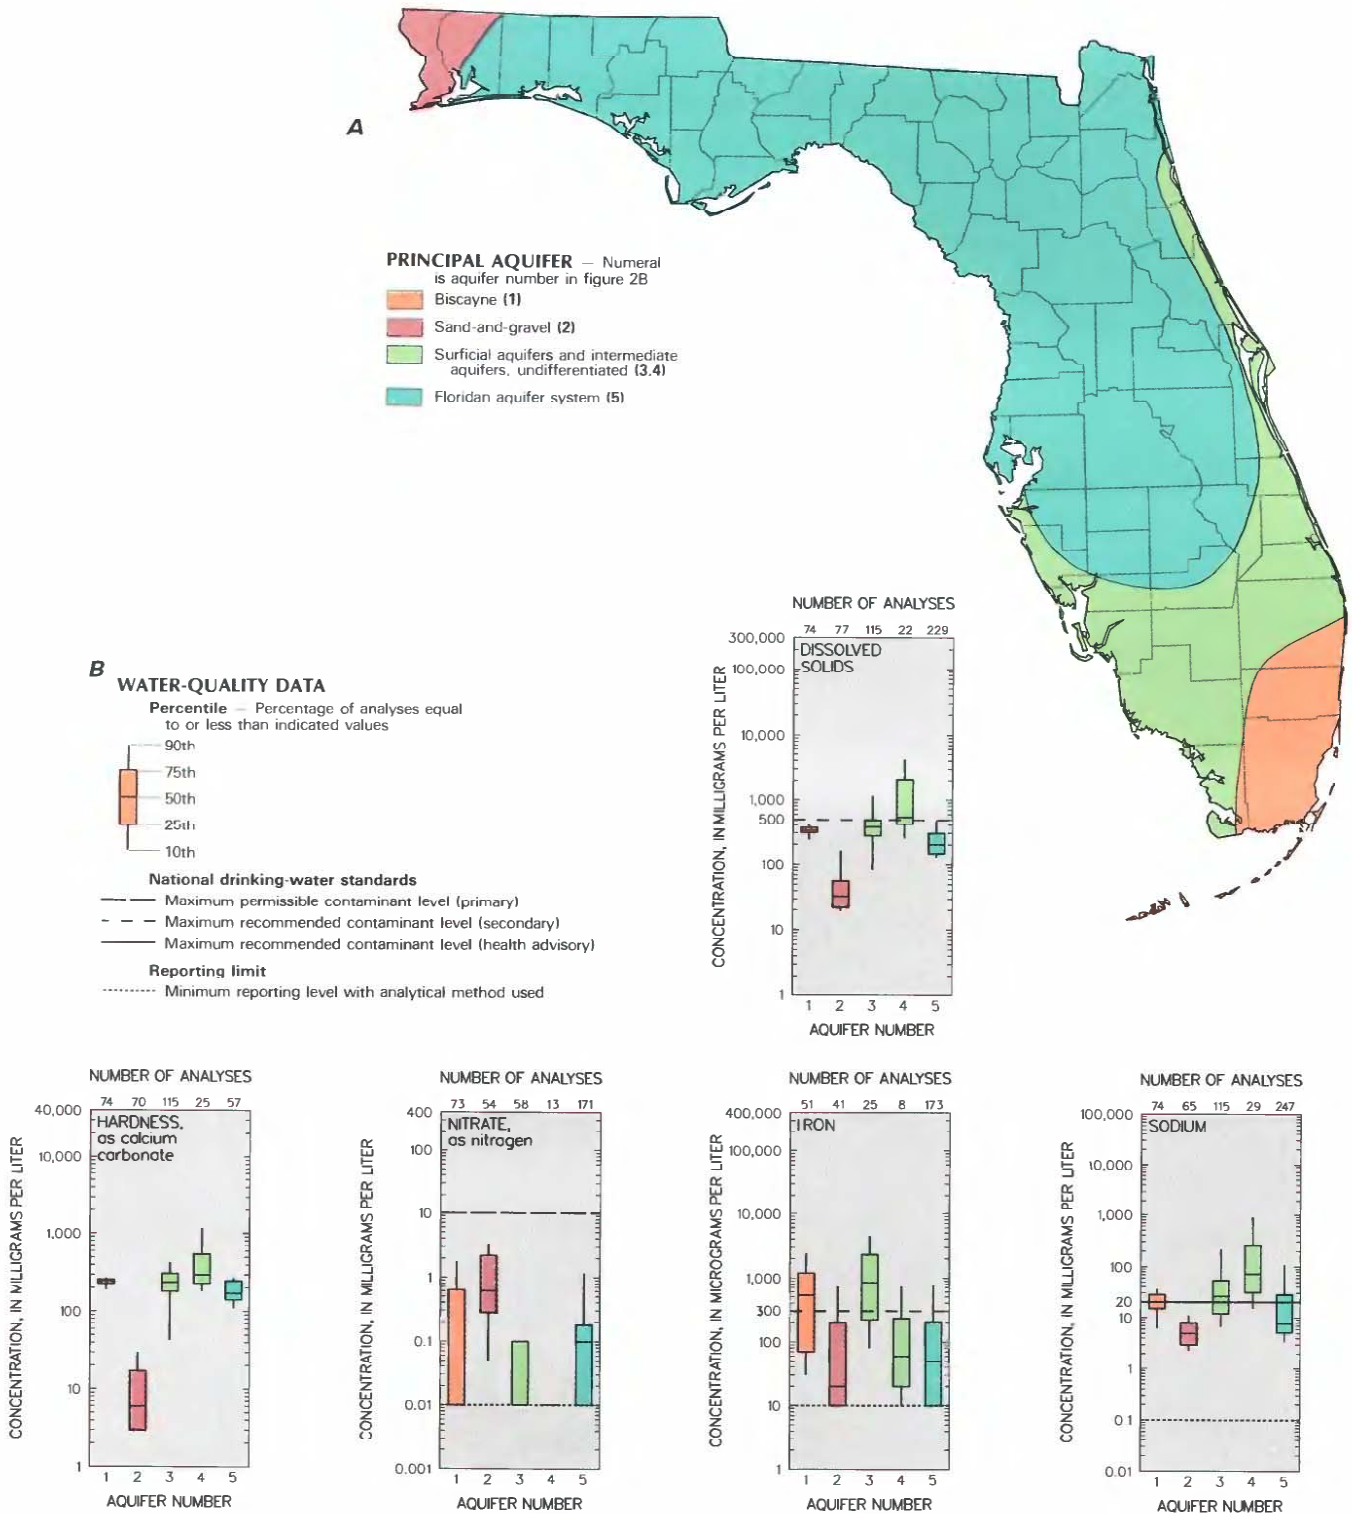 A
PRINCIPAL AQUIFER — Numeral
is aquifer number in figure 2B
Biscayne (1)
Sand-and-gravel (2)
Surficial aquifers and intermediate
aquifers, undifferentiated (3,4)
Floridan aquifer system (5)
B
WATER-QUALITY DATA
Percentile — Percentage of analyses equal
to or less than indicated values
90th
75th
50th
25th
10th
National drinking-water standards
Maximum permissible contaminant level (primary)
Maximum recommended contaminant level (secondary)
Maximum recommended contaminant level (health advisory)
Reporting limit
Minimum reporting level with analytical method used
NUMBER OF ANALYSES
74 77 115 22 229
DISSOLVED
SOLIDS
CONCENTRATION, IN MILLIGRAMS PER LITER
300,000
100,000
10,000
1,000
500
100
10
1
1 2 3 4 5
AQUIFER NUMBER
NUMBER OF ANALYSES
74 70 115 25 57
HARDNESS,
as calcium
carbonate
CONCENTRATION, IN MILLIGRAMS PER LITER
40,000
10,000
1,000
100
10
1
1 2 3 4 5
AQUIFER NUMBER
NUMBER OF ANALYSES
73 54 58 13 171
NITRATE,
as nitrogen
CONCENTRATION, IN MILLIGRAMS PER LITER
400
100
10
1
0.1
0.01
0.001
1 2 3 4 5
AQUIFER NUMBER
NUMBER OF ANALYSES
51 41 25 8 173
IRON
CONCENTRATION, IN MICROGRAMS PER LITER
400,000
100,000
10,000
1,000
300
100
10
1
1 2 3 4 5
AQUIFER NUMBER
NUMBER OF ANALYSES
74 65 115 29 247
SODIUM
CONCENTRATION, IN MILLIGRAMS PER LITER
100,000
10,000
1,000
100
20
10
1
0.1
0.01
1 2 3 4 5
AQUIFER NUMBER